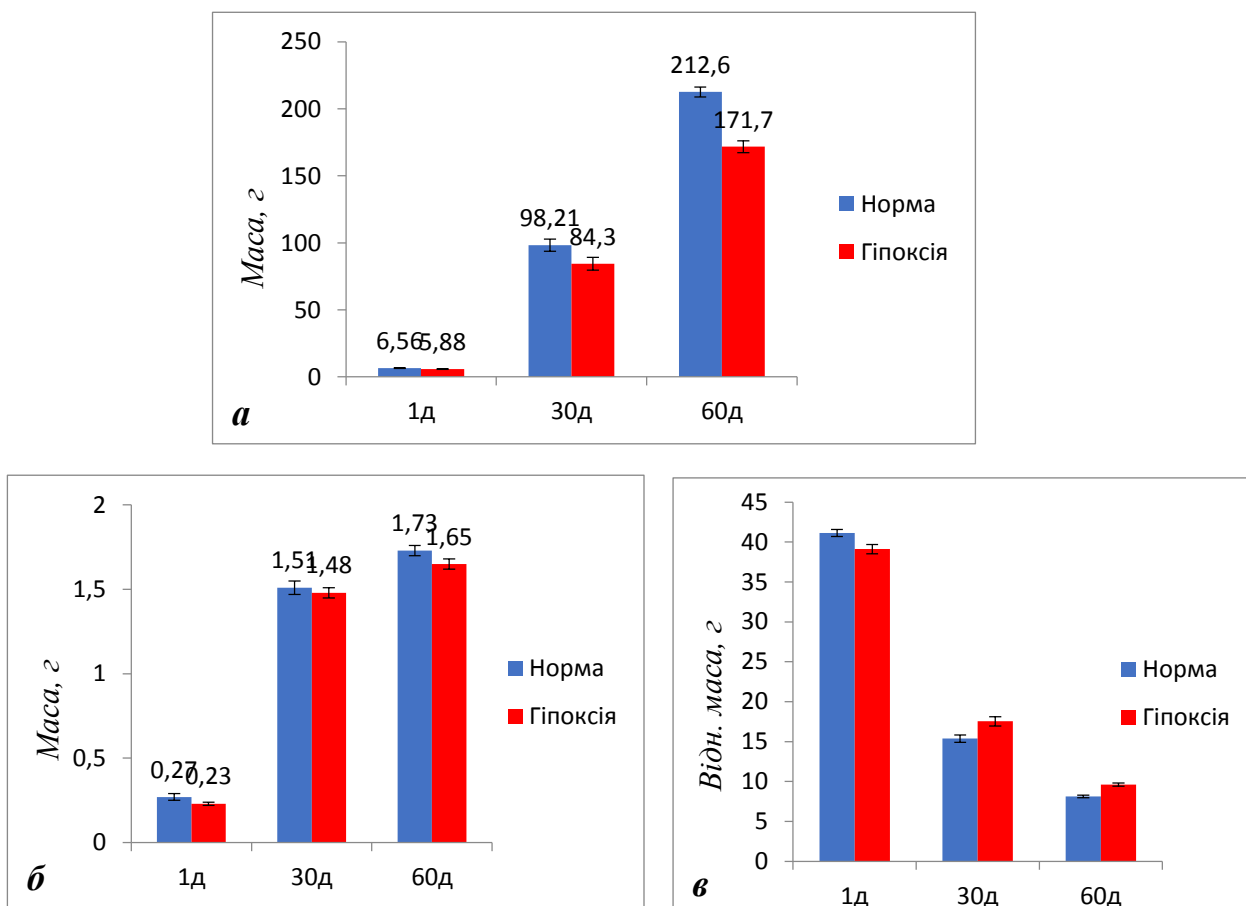 250
200
150
100
50
0
Маса, г
6,56
5,88
98,21
84,3
212,6
171,7
1д
30д
60д
Норма
Гіпоксія
а
2
1,5
1
0,5
0
Маса, г
0,27
0,23
1,51
1,48
1,73
1,65
1д
30д
60д
Норма
Гіпоксія
б
45
40
35
30
25
20
15
10
5
0
Відн. маса, г
1д
30д
60д
Норма
Гіпоксія
в